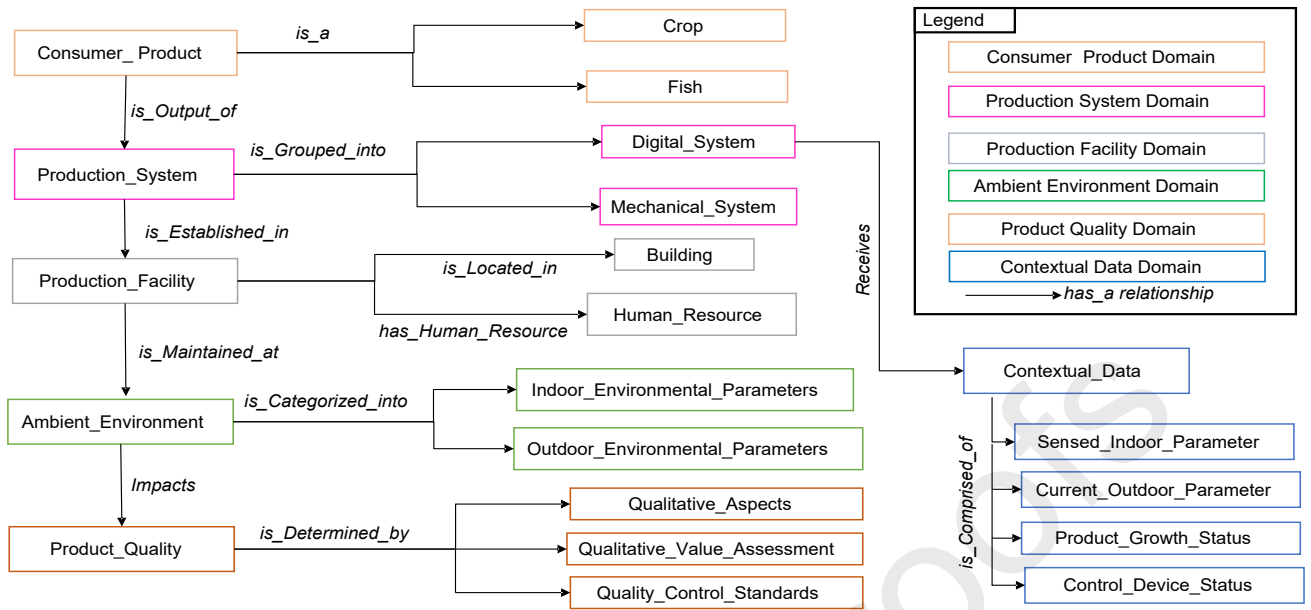 Consumer_ Product
is_a
Crop
Fish
is_Output_of
Production_System
is_Grouped_into
Digital_System
Mechanical_System
is_Established_in
Production_Facility
is_Located_in
Building
has_Human_Resource
Human_Resource
is_Maintained_at
Ambient_Environment
is_Categorized_into
Indoor_Environmental_Parameters
Outdoor_Environmental_Parameters
Impacts
Product_Quality
is_Determined_by
Qualitative_Aspects
Qualitative_Value_Assessment
Quality_Control_Standards
Receives
Legend
Consumer Product Domain
Production System Domain
Production Facility Domain
Ambient Environment Domain
Product Quality Domain
Contextual Data Domain
has_a relationship
Contextual_Data
is_Comprised_of
Sensed_Indoor_Parameter
Current_Outdoor_Parameter
Product_Growth_Status
Control_Device_Status